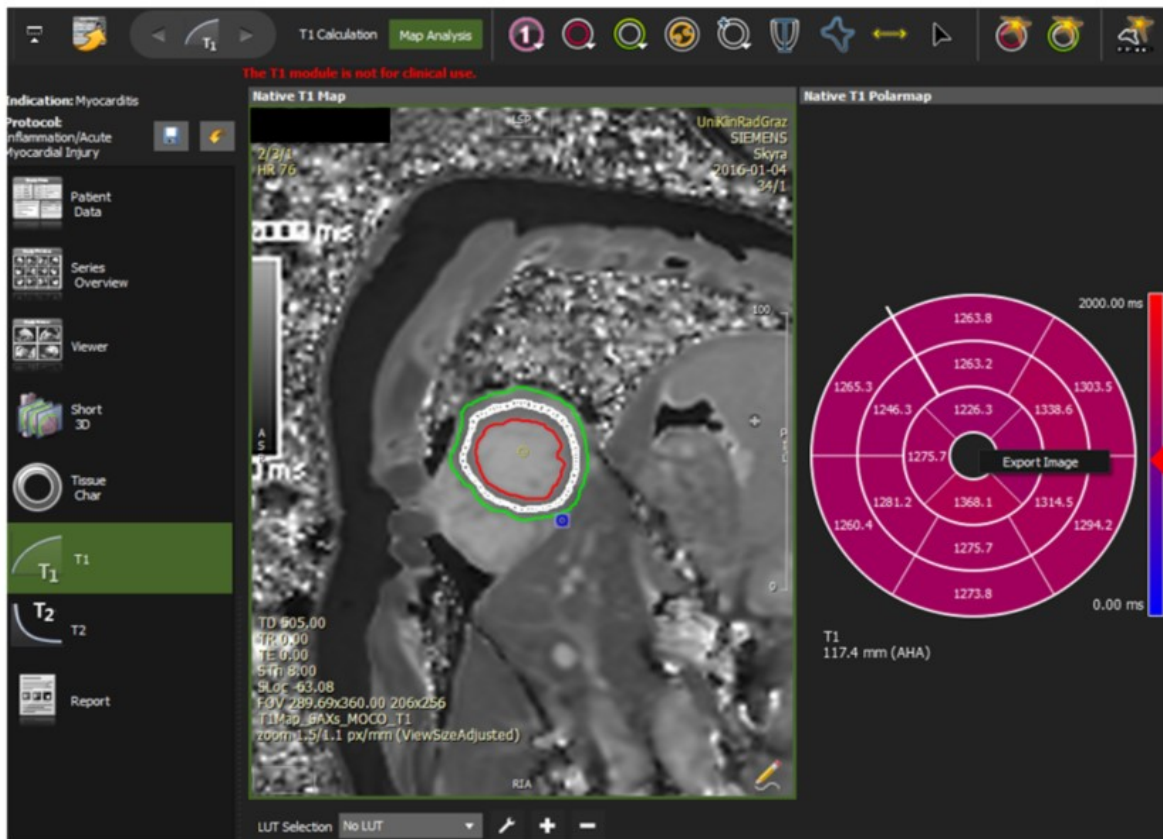 T1
T1 Calculation
Map Analysis
1
The T1 module is not for clinical use.
Indication: Myocarditis
Protocol:
Inflammation/Acute
Myocardial Injury
Patient
Data
Series
Overview
Viewer
Short
3D
Tissue
Char
T1
T1
T2
T2
Report
Native T1 Map
LSP
UniKlinRadGraz
SIEMENS
Skyra
2016-01-04
34/1
2/3/1
HR 76
ms
100
0
TD 505.00
TR 0.00
TE 0.00
STh 8.00
SLoc -63.08
FOV 289.69x360.00 206x256
T1Map_SAXs_MOCO_T1
zoom 1.5/1.1 px/mm (ViewSizeAdjusted)
RIA
LUT Selection No LUT
Native T1 Polarmap
2000.00 ms
1263.8
1263.2
1265.3
1303.5
1246.3
1226.3
1338.6
1275.7
Export Image
1281.2
1368.1
1314.5
1260.4
1294.2
1275.7
1273.8
0.00 ms
T1
117.4 mm (AHA)